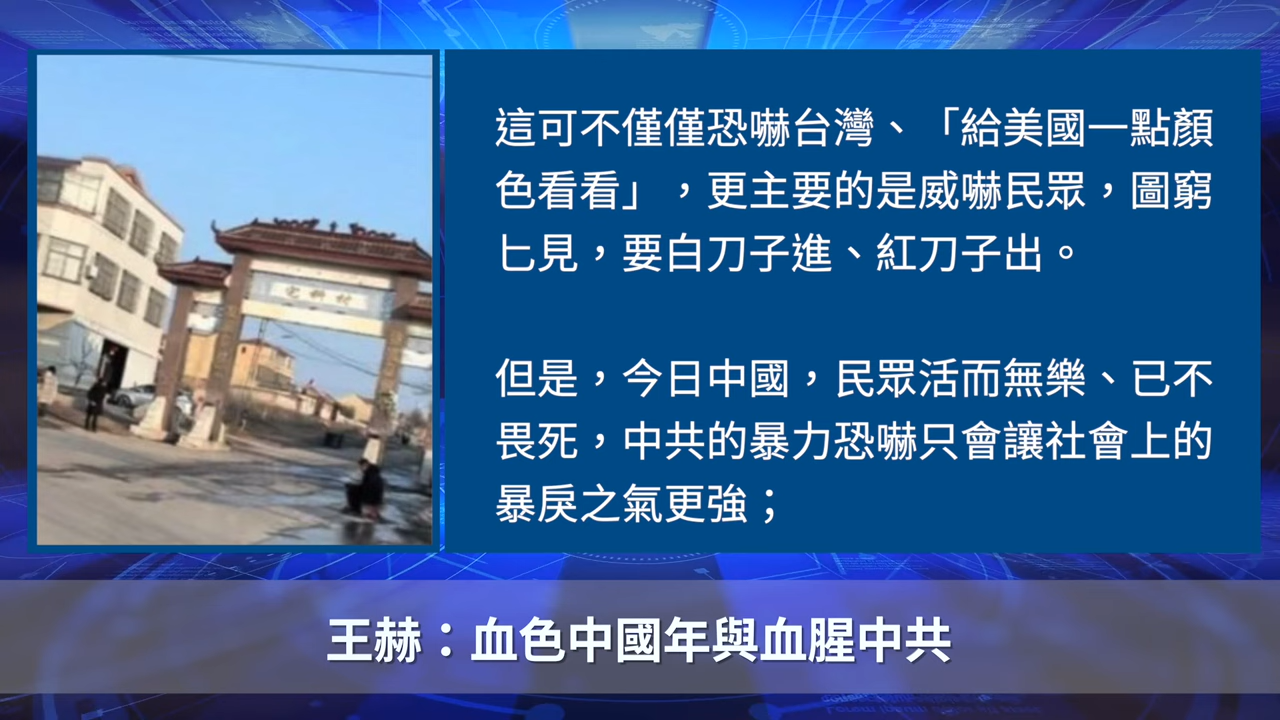 這可不僅僅恐嚇台灣、「給美國一點顏
色看看」，更主要的是威嚇民眾，圖窮
匕見，要白刀子進、紅刀子出。
但是，今日中國，民眾活而無樂、已不
畏死，中共的暴力恐嚇只會讓社會上的
暴戾之氣更強；
王赫：血色中國年與血腥中共